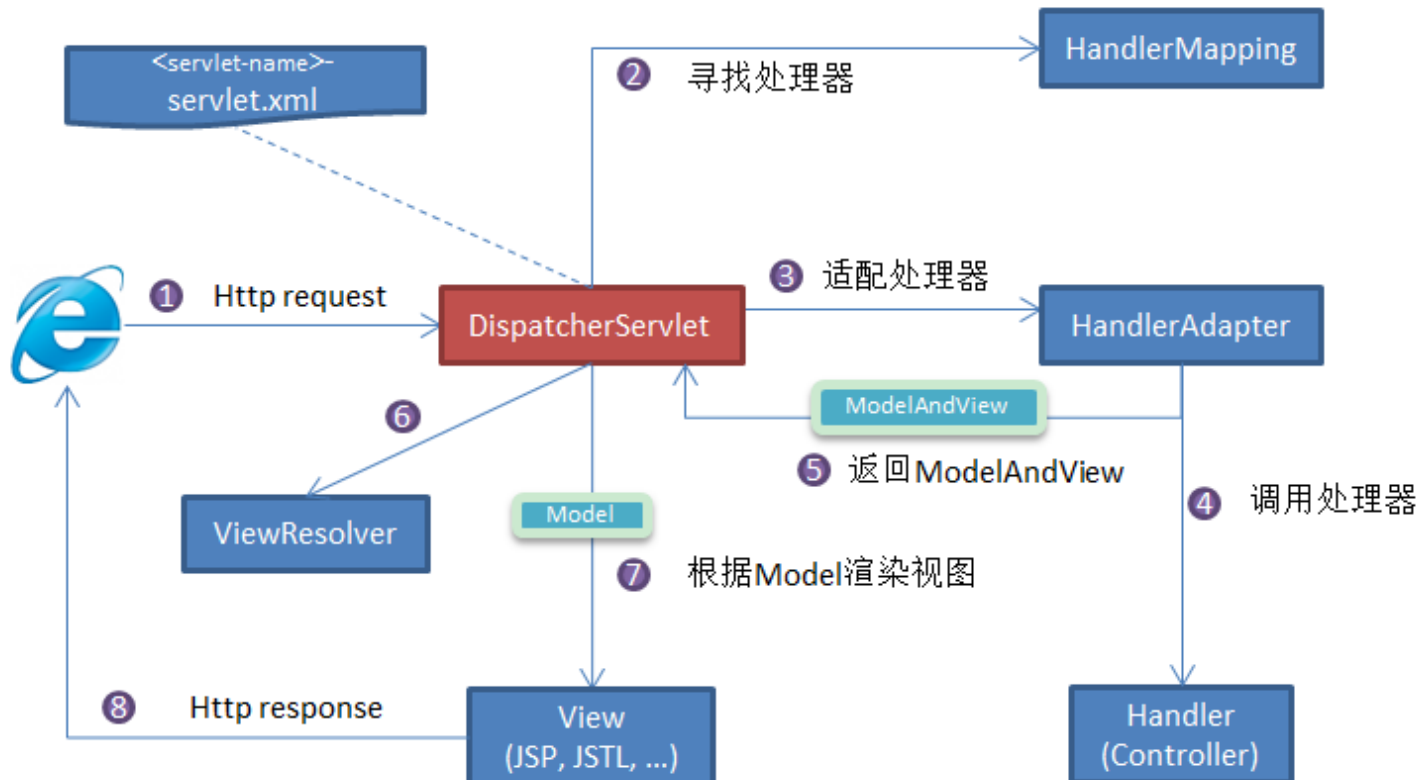 <servlet-name>-
servlet.xml
② 寻找处理器
HandlerMapping
① Http request
DispatcherServlet
③ 适配处理器
HandlerAdapter
ModelAndView
⑤ 返回ModelAndView
④ 调用处理器
⑥
ViewResolver
Model
⑦ 根据Model渲染视图
⑧ Http response
View
(JSP, JSTL, ...)
Handler
(Controller)